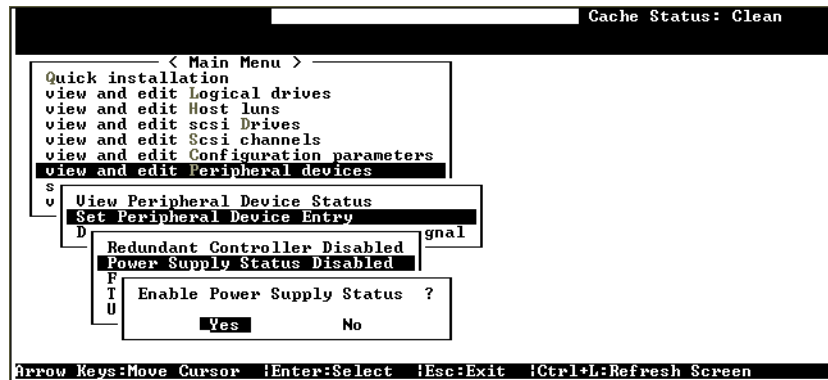 Cache Status: Clean
< Main Menu >
Quick installation
view and edit Logical drives
view and edit Host luns
view and edit scsi Drives
view and edit Scsi channels
view and edit Configuration parameters
view and edit Peripheral devices
s
v
View Peripheral Device Status
Set Peripheral Device Entry
D gnal
Redundant Controller Disabled
Power Supply Status Disabled
F
T
U
Enable Power Supply Status ?
Yes No
Arrow Keys:Move Cursor |Enter:Select |Esc:Exit |Ctrl+L:Refresh Screen